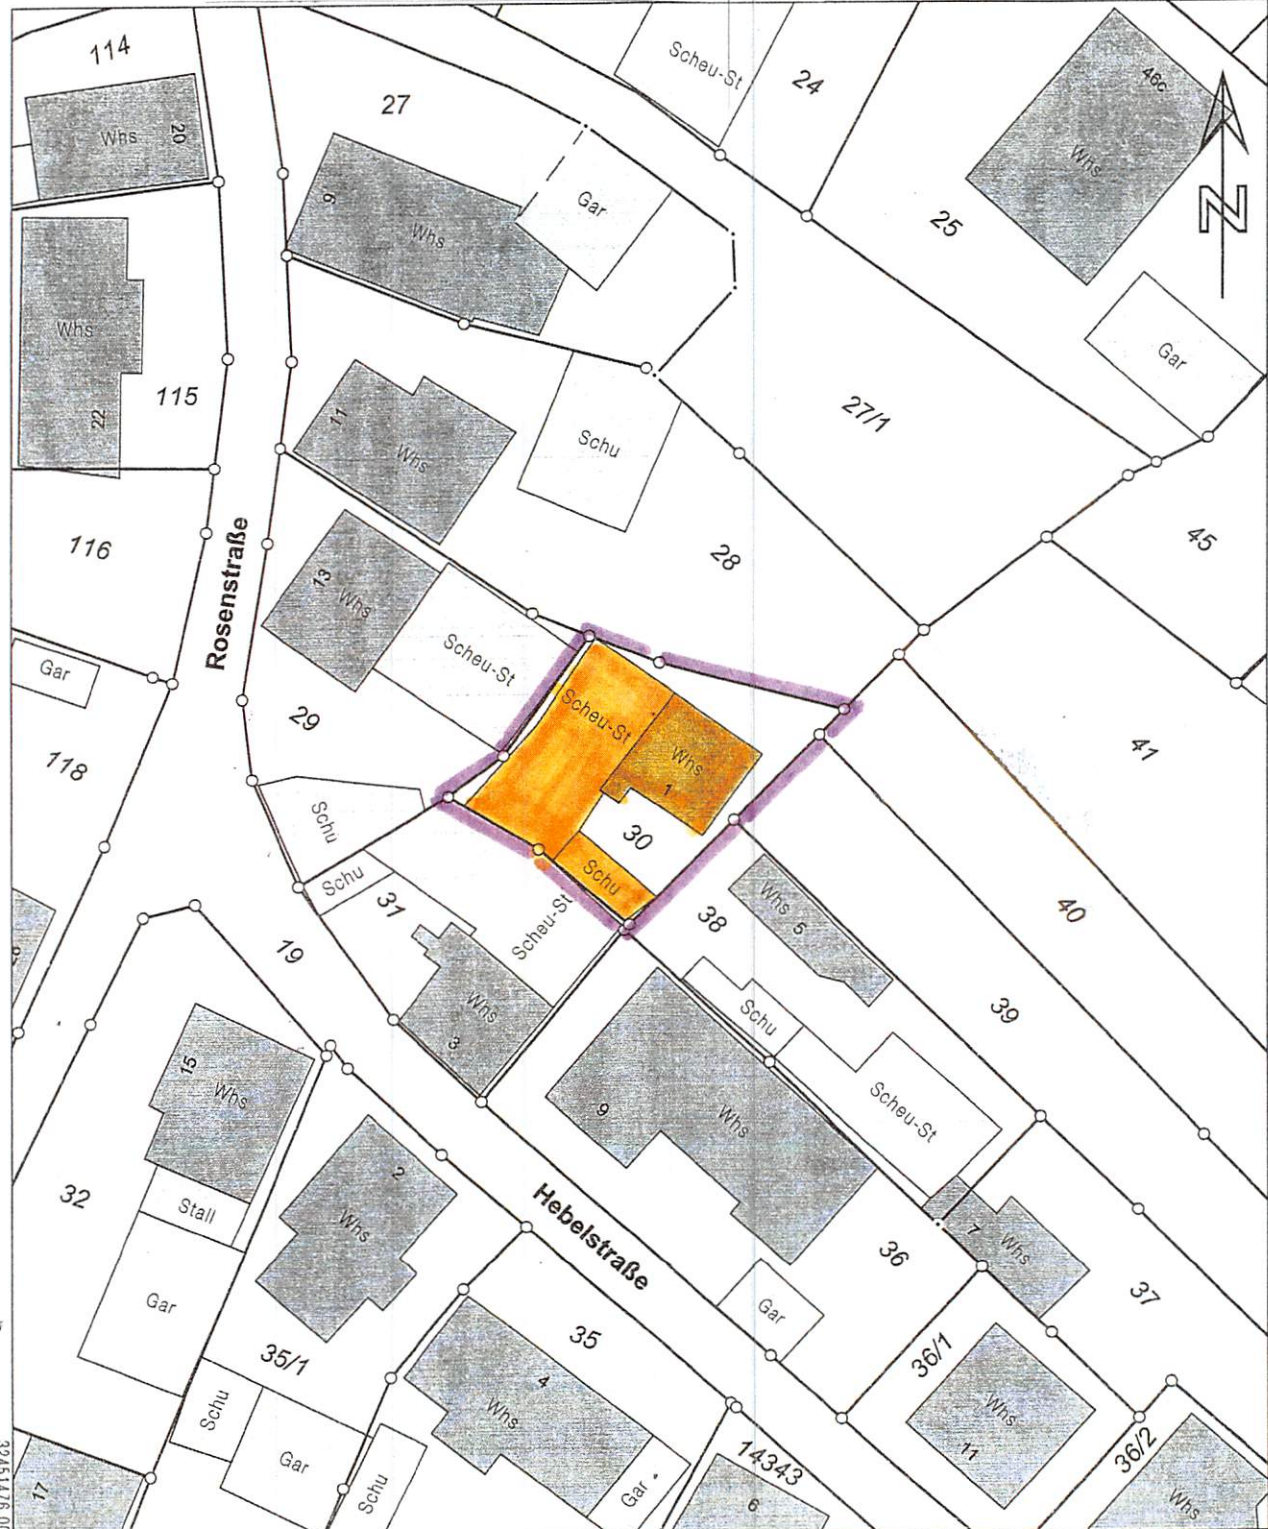 114
Whs
20
27
Scheu-St
24
46c
Whs
N
9
Whs
Gar
25
Whs
22
115
Gar
11
Whs
Schu
27/1
116
Rosenstraße
28
45
13
Whs
Scheu-St
Gar
29
Scheu-St
Whs
1
41
118
Schu
30
Schu
Schu
31
Scheu-St
38
Whs 5
40
19
Whs
3
Schu
39
15
Whs
9
Whs
Scheu-St
32
Stall
2
Whs
Hebelstraße
36
7
Whs
37
Gar
Gar
35/1
35
36/1
Schu
4
Whs
Whs
11
Gar
Schu
Gar
14343
6
36/2
Whs
17